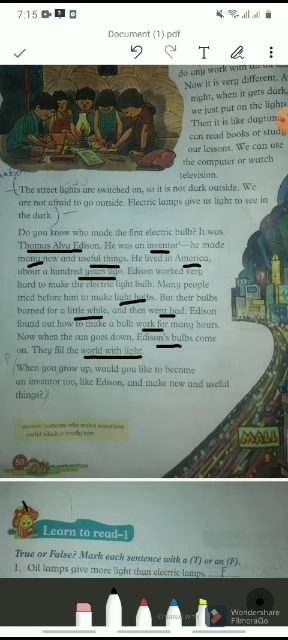 7:15
Document (1).pdf
T
do any work with
Now it is very different. A
night, when it gets dark,
we just put on the lights
Then it is like daytime
can read books or study
our lessons. We can use
the computer or watch
television.
The street lights are switched on, so it is not dark outside. We
are not afraid to go outside. Electric lamps give us light to see in
the dark.
Do you know who made the first electric bulb? It was
Thomas Alva Edison. He was an inventor¹—he made
many new and useful things. He lived in America,
about a hundred years ago. Edison worked very
hard to make the electric light bulb. Many people
tried before him to make light bulbs. But their bulbs
burned for a little while, and then went bad. Edison
found out how to make a bulb work for many hours.
Now when the sun goes down, Edison's bulbs come
on. They fill the world with light.
When you grow up, would you like to become
an inventor too, like Edison, and make new and useful
things?
¹ inventor: someone who makes something
useful which is totally new
50
MALL
Learn to read–1
True or False? Mark each sentence with a (T) or an (F).
1. Oil lamps give more light than electric lamps. F
Created with
Wondershare
FilmoraGo